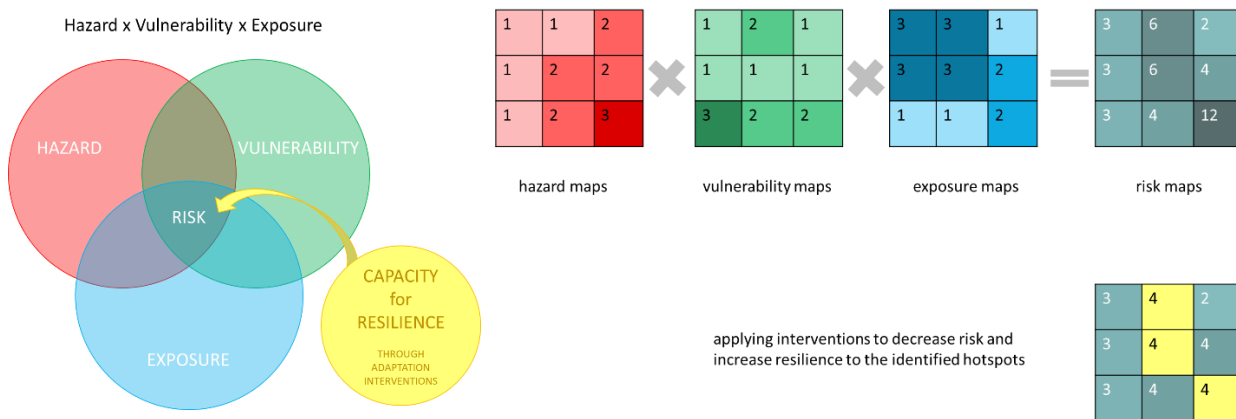 Hazard x Vulnerability x Exposure
HAZARD
VULNERABILITY
RISK
EXPOSURE
CAPACITY
for
RESILIENCE
THROUGH
ADAPTATION
INTERVENTIONS
1 1 2
1 2 2
1 2 3
hazard maps
1 2 1
1 1 1
3 2 2
vulnerability maps
3 3 1
3 3 2
1 1 2
exposure maps
3 6 2
3 6 4
3 4 12
risk maps
applying interventions to decrease risk and
increase resilience to the identified hotspots
3 4 2
3 4 4
3 4 4